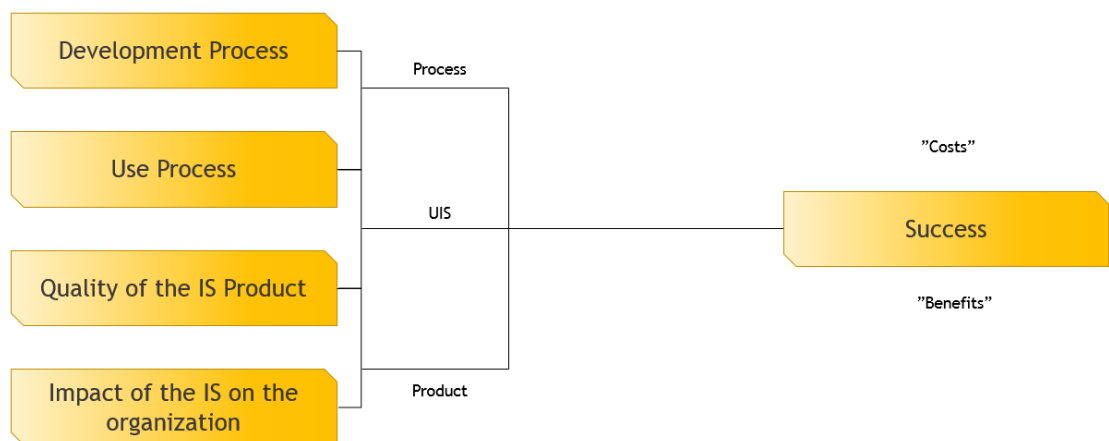 Development Process
Process
Use Process
"Costs"
UIS
Success
Quality of the IS Product
"Benefits"
Impact of the IS on the
organization
Product